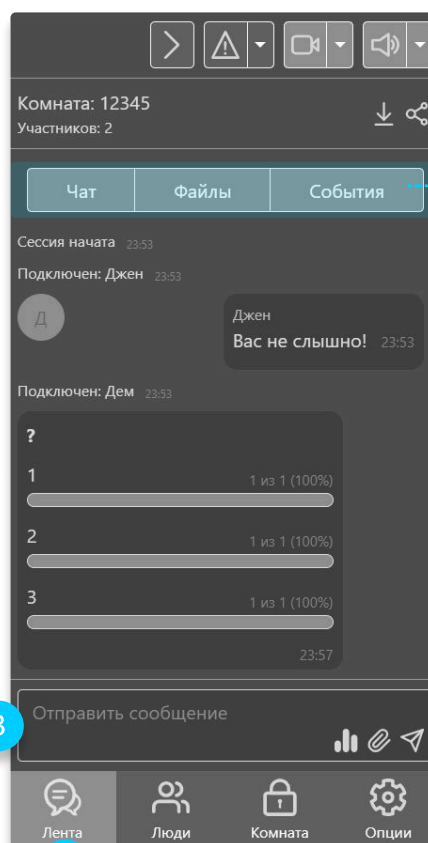 Комната: 12345
Участников: 2
Чат Файлы События
Сессия начата 23:53
Подключен: Джен 23:53
Д
Джен
Вас не слышно! 23:53
Подключен: Дем 23:53
?
1 1 из 1 (100%)
2 1 из 1 (100%)
3 1 из 1 (100%)
23:57
Отправить сообщение
Лента Люди Комната Опции